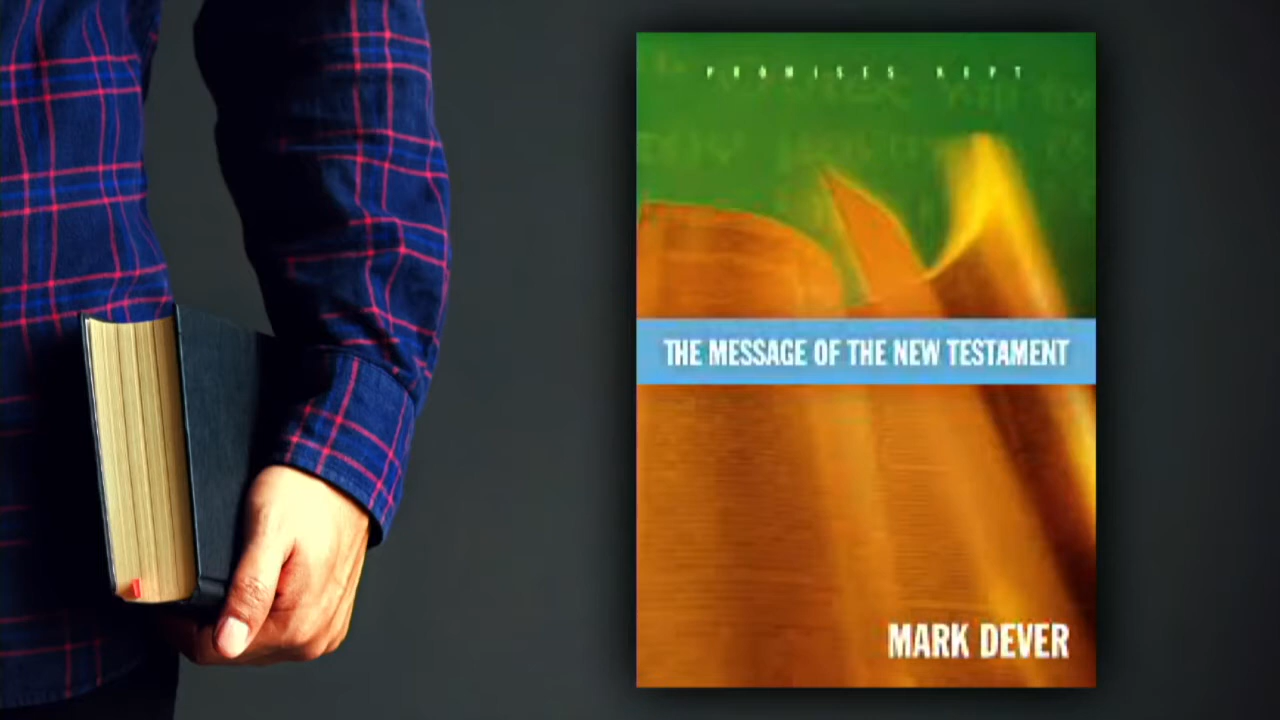 PROMISES KEPT
THE MESSAGE OF THE NEW TESTAMENT
MARK DEVER